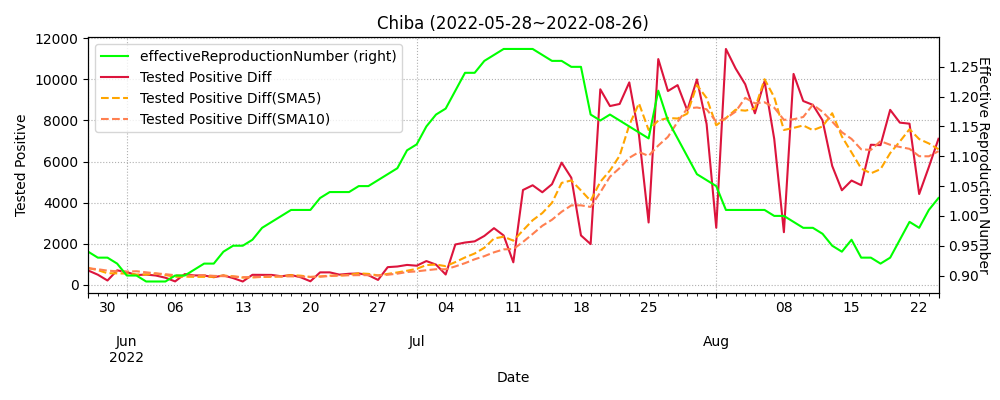 Chiba (2022-05-28~2022-08-26)
effectiveReproductionNumber (right)
Tested Positive Diff
Tested Positive Diff(SMA5)
Tested Positive Diff(SMA10)
Tested Positive
12000
10000
8000
6000
4000
2000
0
1.25
1.20
1.15
1.10
1.05
1.00
0.95
0.90
Effective Reproduction Number
30 06 13 20 27 04 11 18 25 08 15 22
Jun Jul Aug
2022
Date